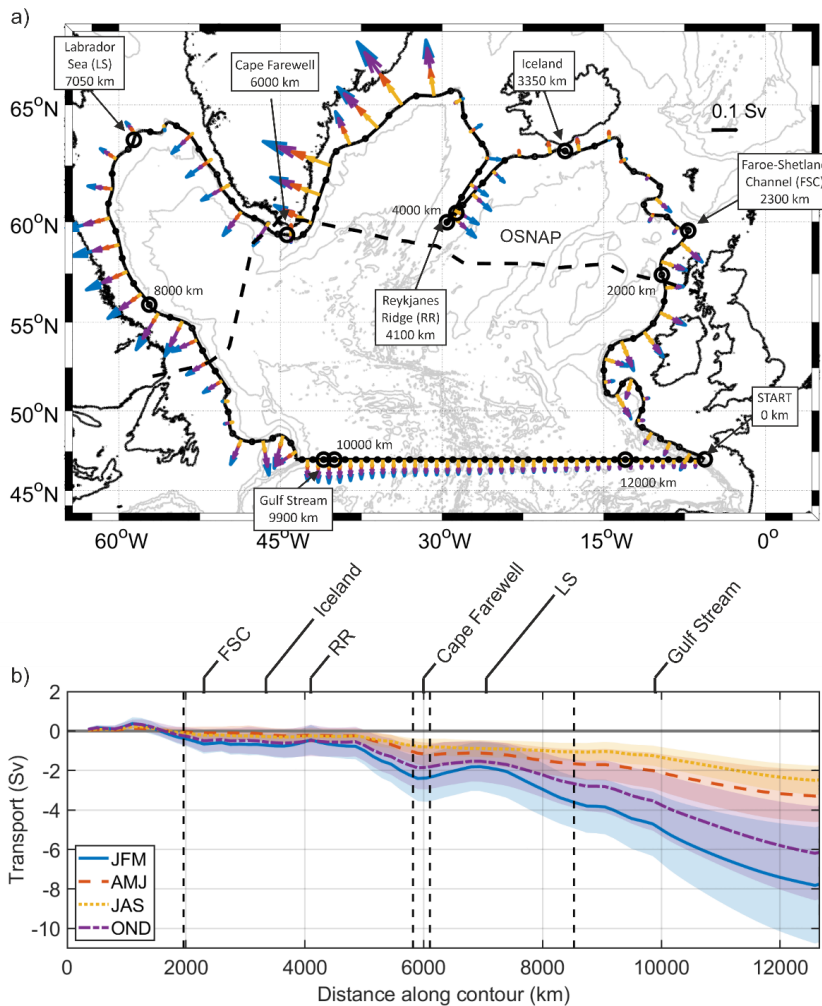 a)
Labrador
Sea (LS)
7050 km
Cape Farewell
6000 km
Iceland
3350 km
0.1 Sv
Faroe-Shetland
Channel (FSC)
2300 km
65°N
60°N
55°N
50°N
45°N
4000 km
OSNAP
2000 km
8000 km
Reykjanes
Ridge (RR)
4100 km
START
0 km
10000 km
12000 km
Gulf Stream
9900 km
60°W
45°W
30°W
15°W
0°
b)
FSC
Iceland
RR
Cape Farewell
LS
Gulf Stream
Transport (Sv)
2
0
-2
-4
-6
-8
-10
JFM
AMJ
JAS
OND
0
2000
4000
6000
8000
10000
12000
Distance along contour (km)